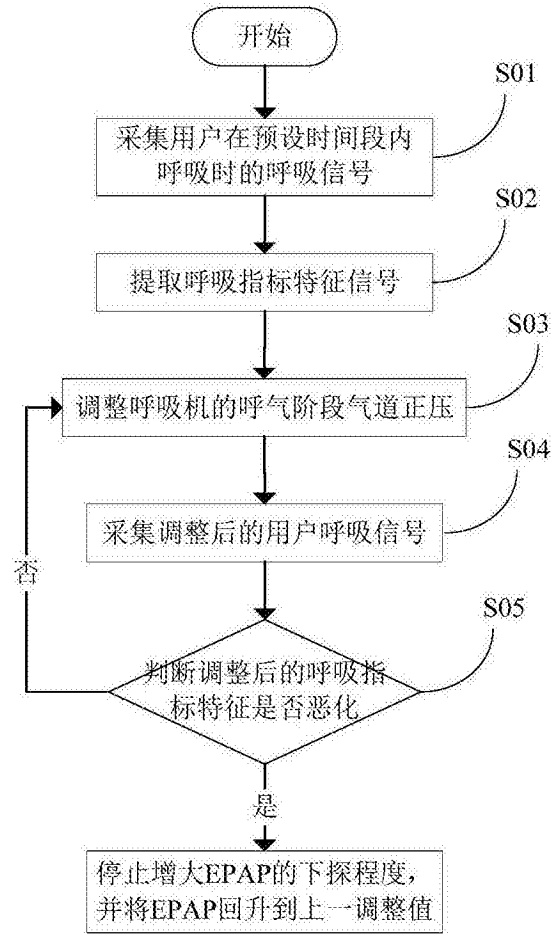 开始
S01
采集用户在预设时间段内
呼吸时的呼吸信号
S02
提取呼吸指标特征信号
S03
调整呼吸机的呼气阶段气道正压
S04
采集调整后的用户呼吸信号
否
S05
判断调整后的呼吸指
标特征是否恶化
是
停止增大EPAP的下探程度，
并将EPAP回升到上一调整值